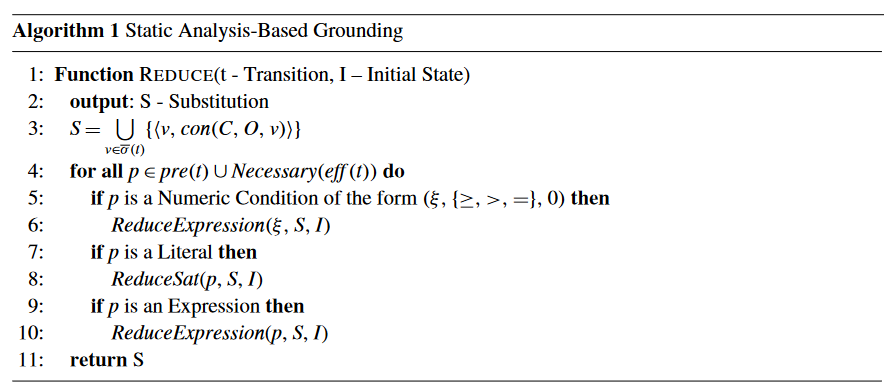 Algorithm 1 Static Analysis-Based Grounding
1: Function REDUCE(t - Transition, I – Initial State)
2: output: S - Substitution
3: S = ⋃ {⟨v, con(C, O, v)⟩}
v∈σ̅(t)
4: for all p ∈ pre(t) ∪ Necessary(eff(t)) do
5: if p is a Numeric Condition of the form (ξ, {≥, >, =}, 0) then
6: ReduceExpression(ξ, S, I)
7: if p is a Literal then
8: ReduceSat(p, S, I)
9: if p is an Expression then
10: ReduceExpression(p, S, I)
11: return S